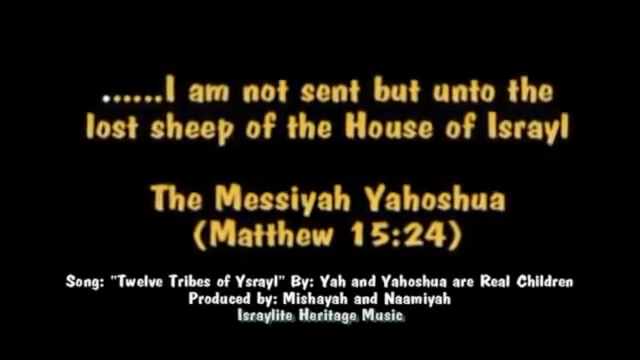 ......I am not sent but unto the
lost sheep of the House of Israyl
The Messiyah Yahoshua
(Matthew 15:24)
Song: "Twelve Tribes of Ysrayl" By: Yah and Yahoshua are Real Children
Produced by: Mishayah and Naamiyah
Israylite Heritage Music